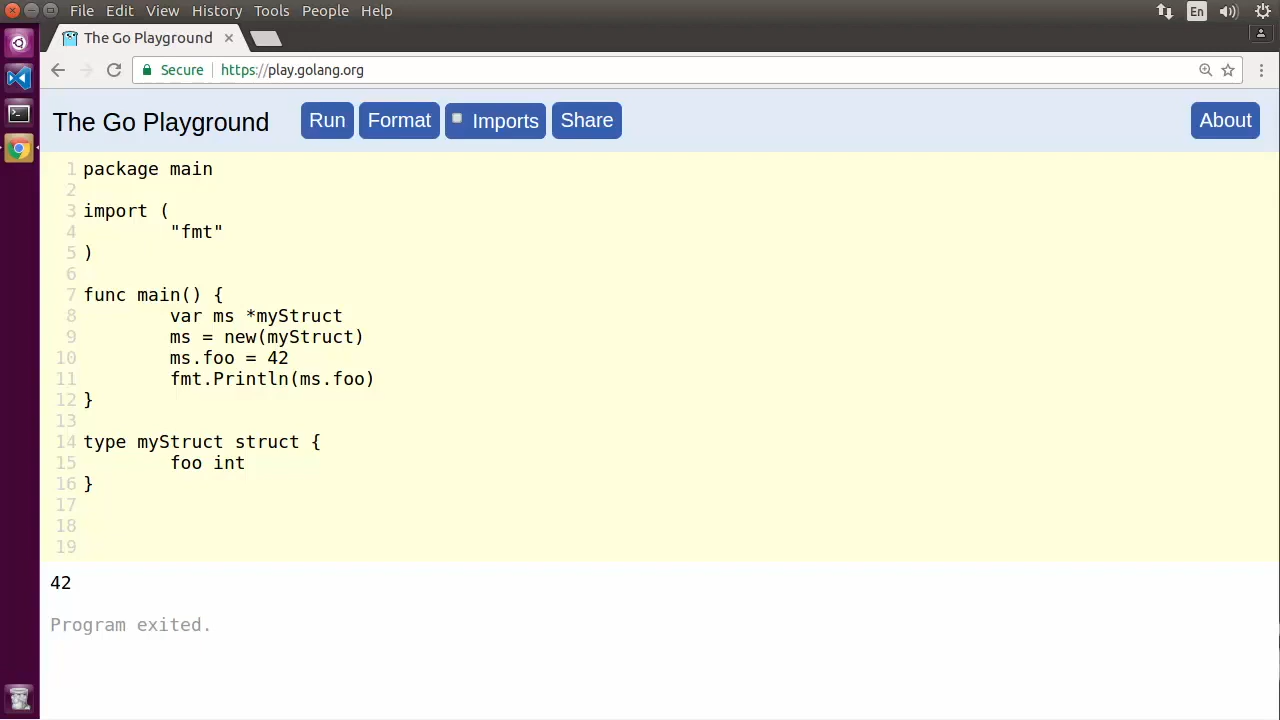 File Edit View History Tools People Help
En
The Go Playground
Secure https://play.golang.org
The Go Playground Run Format Imports Share About
1 package main
2
3 import (
4 "fmt"
5 )
6
7 func main() {
8 var ms *myStruct
9 ms = new(myStruct)
10 ms.foo = 42
11 fmt.Println(ms.foo)
12 }
13
14 type myStruct struct {
15 foo int
16 }
17
18
19
42
Program exited.